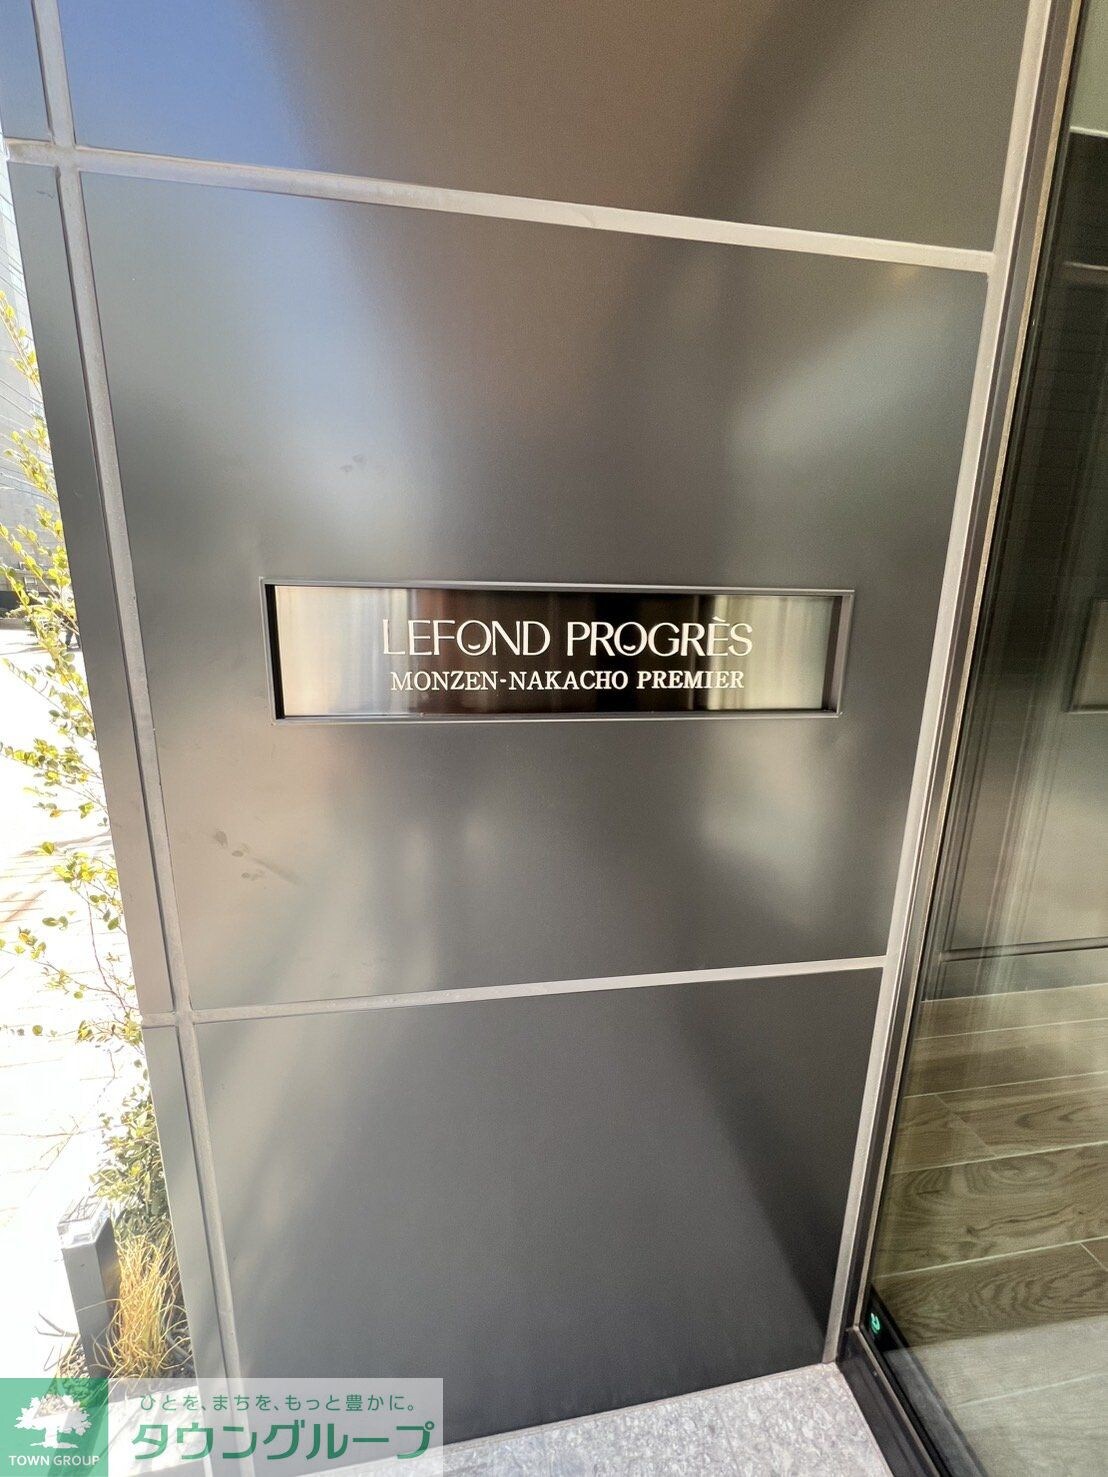 LEFOND PROGRÈS
MONZEN-NAKACHO PREMIER
ひとを、まちを、もっと豊かに。
タウングループ
TOWN GROUP